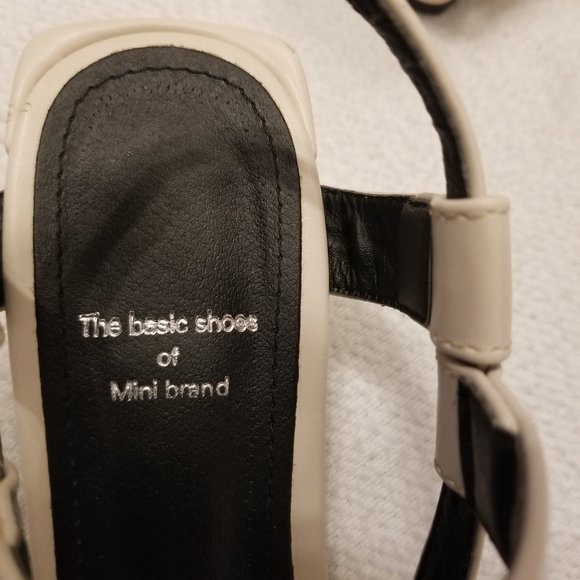 The basic shoes
of
Mini brand